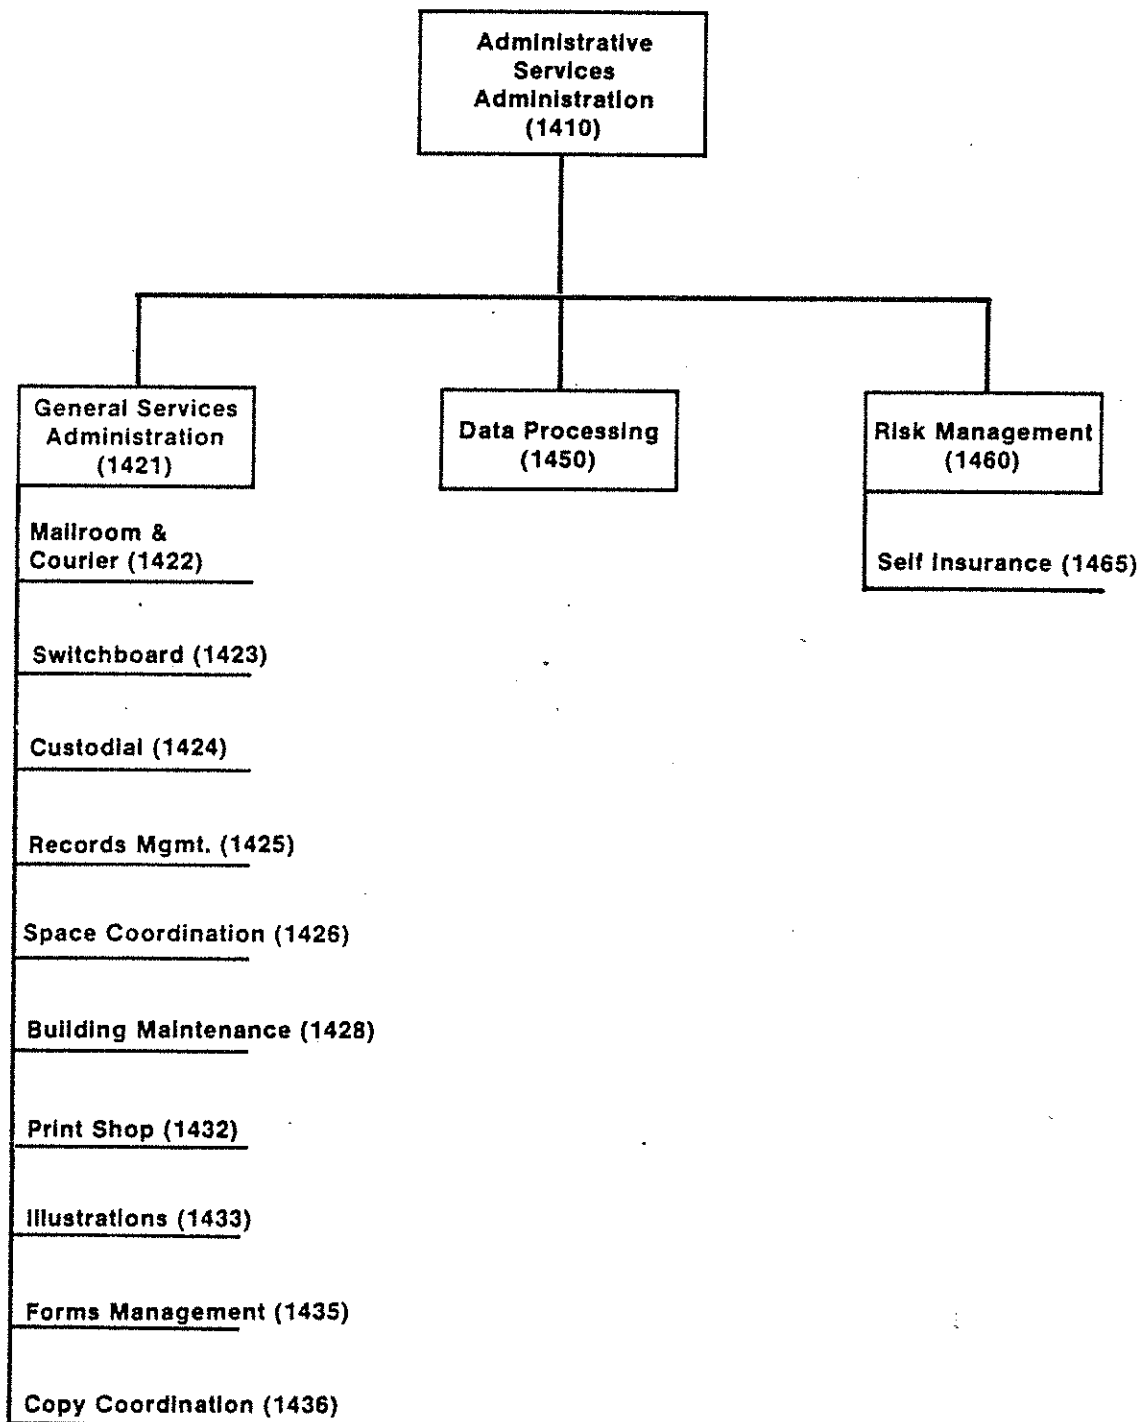 Administrative
Services
Administration
(1410)
General Services
Administration
(1421)
Data Processing
(1450)
Risk Management
(1460)
Mailroom &
Courier (1422)
Self Insurance (1465)
Switchboard (1423)
Custodial (1424)
Records Mgmt. (1425)
Space Coordination (1426)
Building Maintenance (1428)
Print Shop (1432)
Illustrations (1433)
Forms Management (1435)
Copy Coordination (1436)